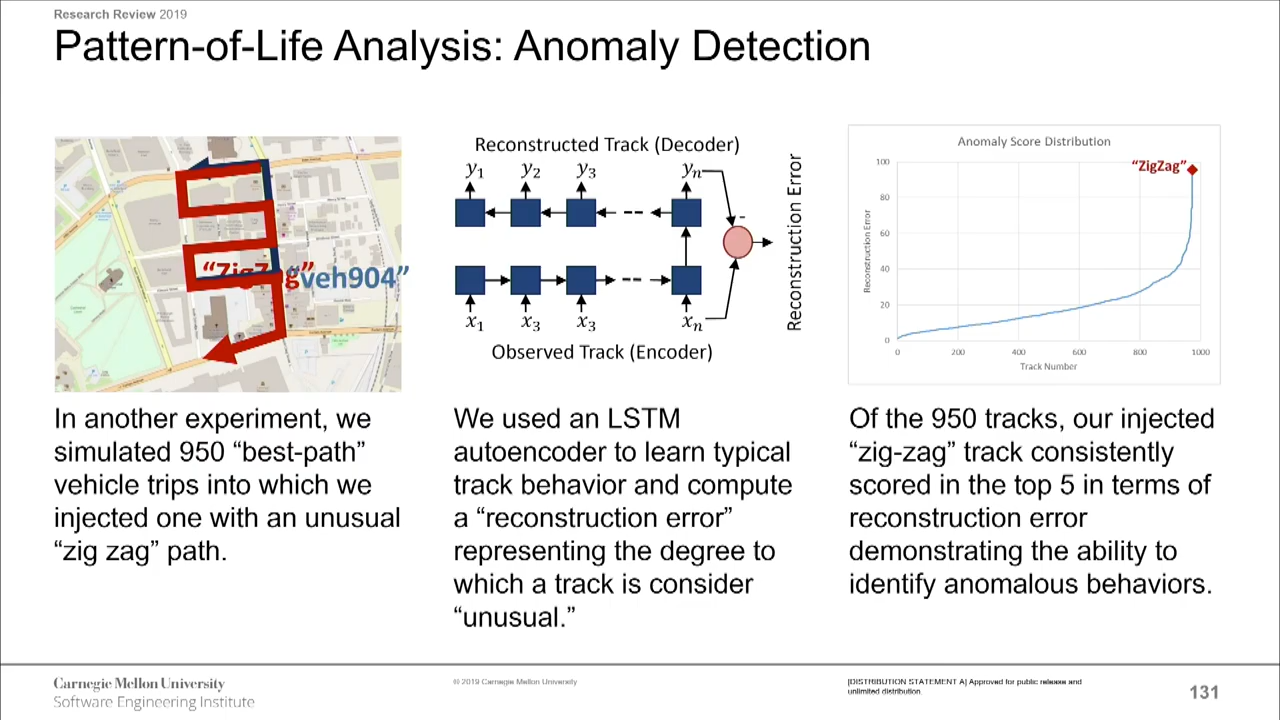 Research Review 2019
Pattern-of-Life Analysis: Anomaly Detection
“ZigZag”
veh904”
In another experiment, we
simulated 950 “best-path”
vehicle trips into which we
injected one with an unusual
“zig zag” path.
Reconstructed Track (Decoder)
y1 y2 y3 yn
-
Reconstruction Error
x1 x3 x3 xn
Observed Track (Encoder)
We used an LSTM
autoencoder to learn typical
track behavior and compute
a “reconstruction error”
representing the degree to
which a track is consider
“unusual.”
Anomaly Score Distribution
“ZigZag”
100
80
60
40
20
0
Reconstruction Error
0 200 400 600 800 1000
Track Number
Of the 950 tracks, our injected
“zig-zag” track consistently
scored in the top 5 in terms of
reconstruction error
demonstrating the ability to
identify anomalous behaviors.
Carnegie Mellon University
Software Engineering Institute
© 2019 Carnegie Mellon University
[DISTRIBUTION STATEMENT A] Approved for public release and
unlimited distribution.
131